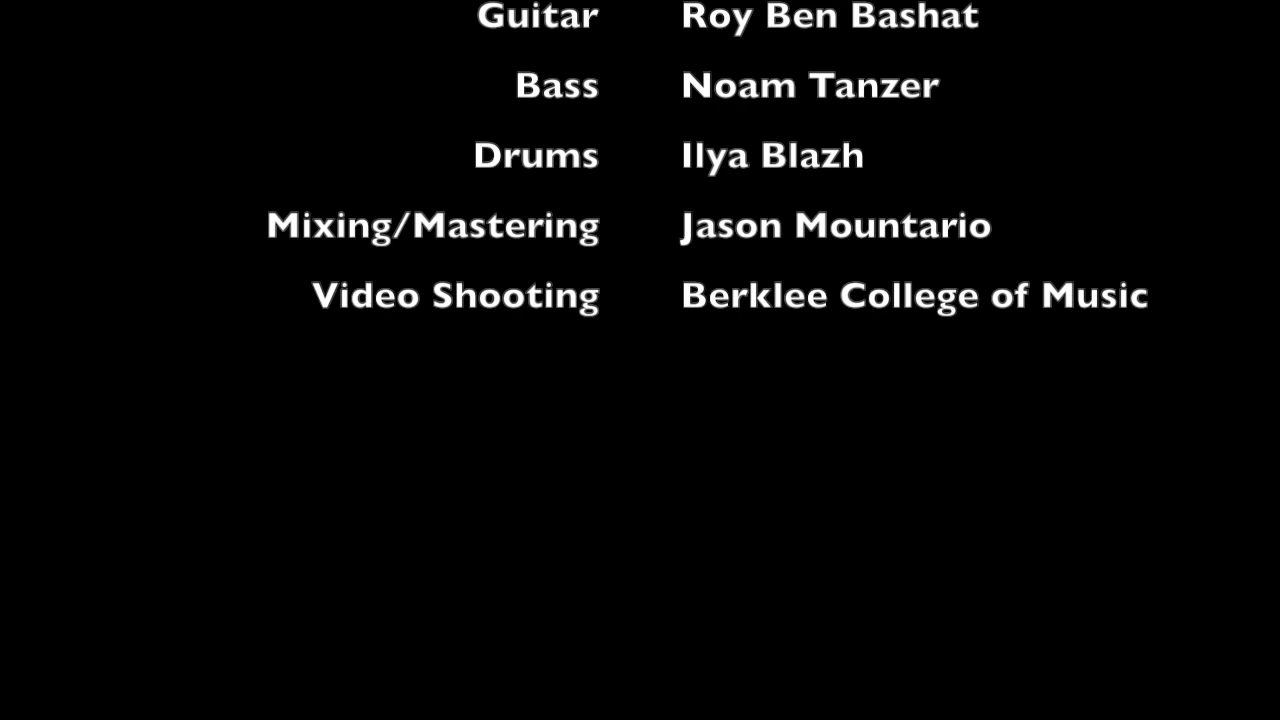 Guitar Roy Ben Bashat
Bass Noam Tanzer
Drums Ilya Blazh
Mixing/Mastering Jason Mountario
Video Shooting Berklee College of Music